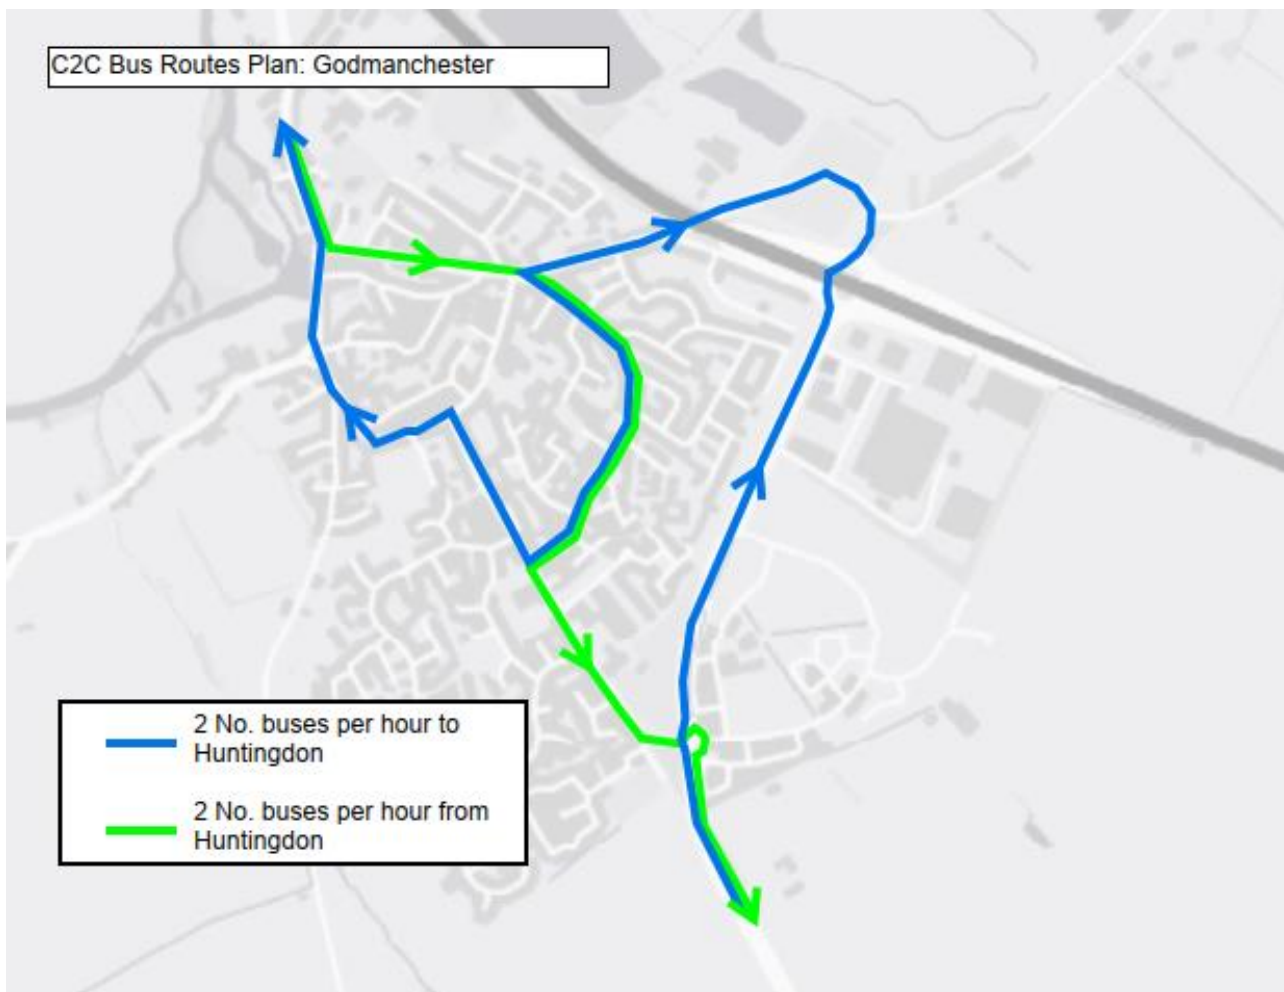 C2C Bus Routes Plan: Godmanchester
2 No. buses per hour to
Huntingdon
2 No. buses per hour from
Huntingdon